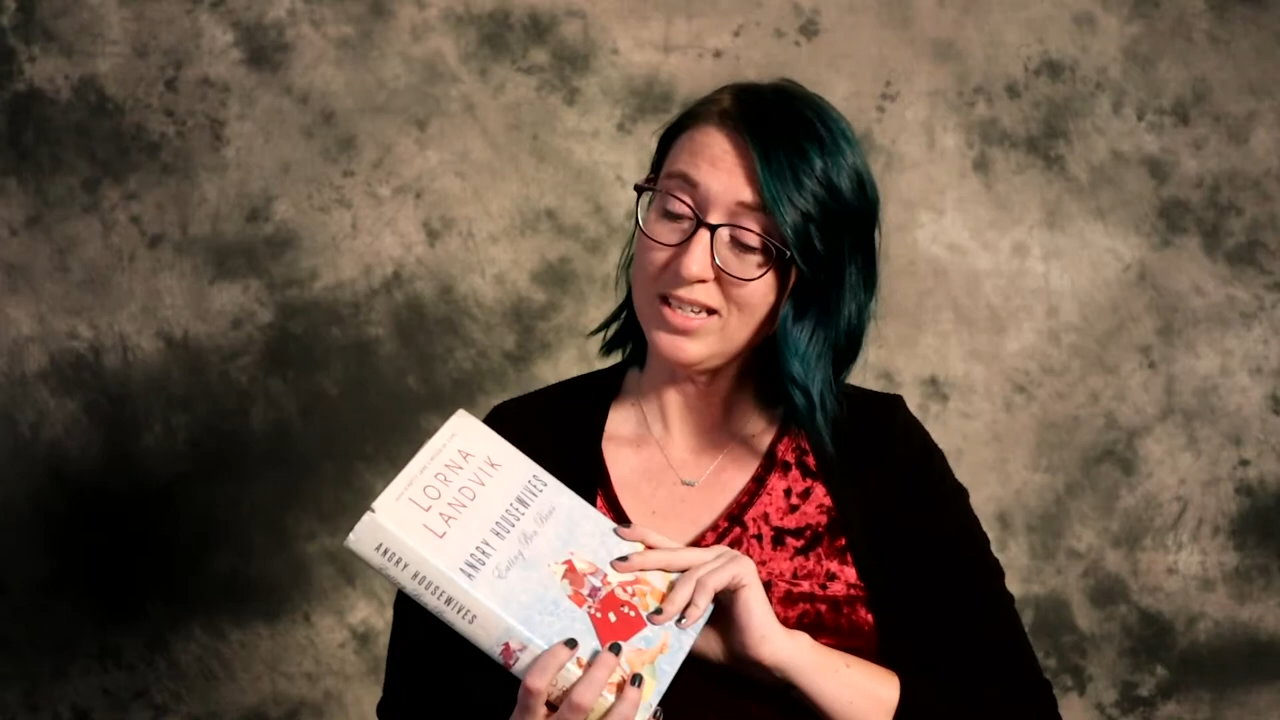 LORNA
LANDVIK
ANGRY HOUSEWIVES
Eating Bon Bons
ANGRY HOUSEWIVES